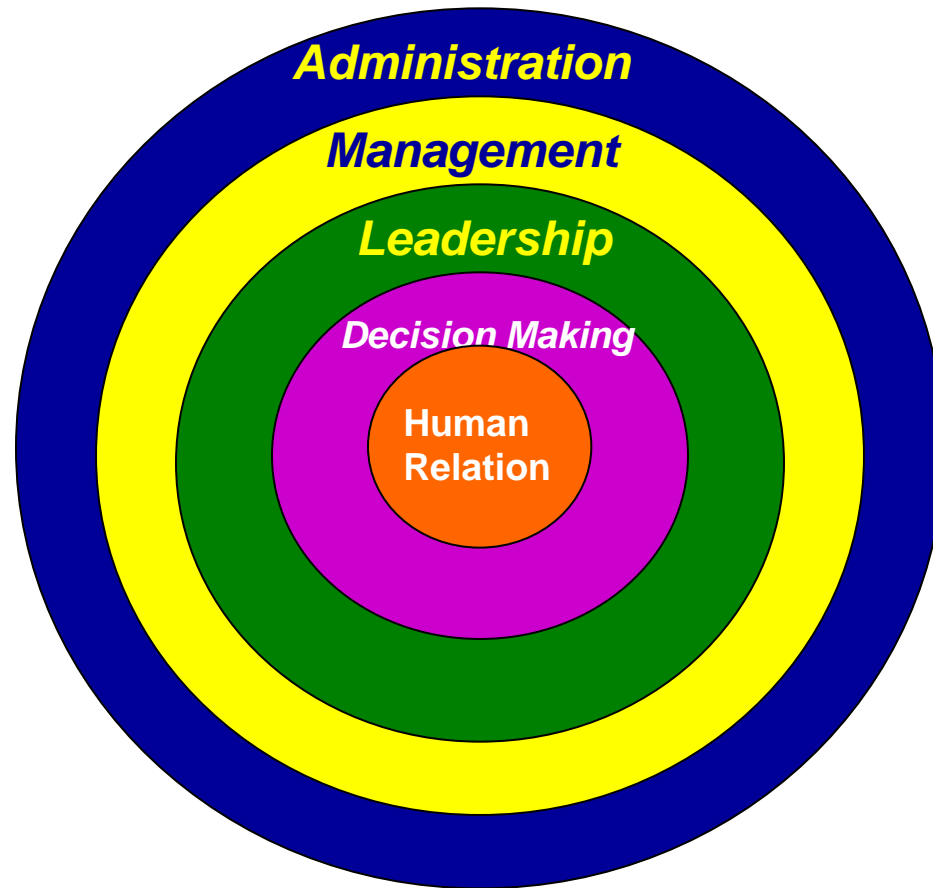 Administration
Management
Leadership
Decision Making
Human
Relation